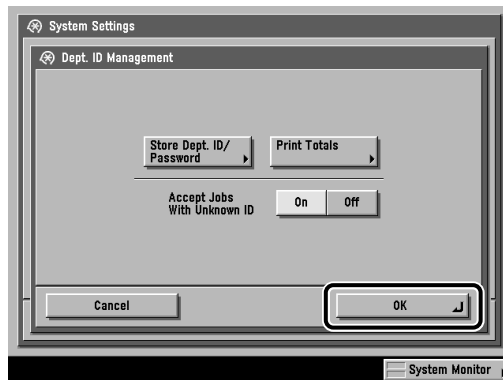 System Settings
Dept. ID Management
Store Dept. ID/
Password
Print Totals
Accept Jobs
With Unknown ID
On
Off
Cancel
OK
System Monitor